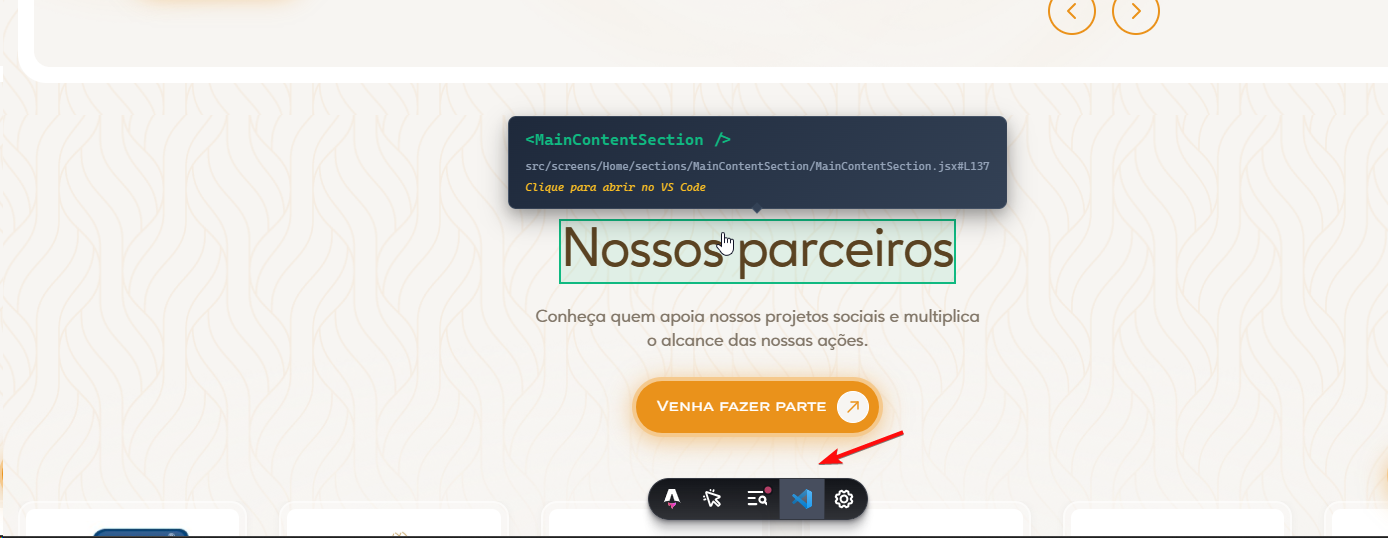 <MainContentSection />
src/screens/Home/sections/MainContentSection/MainContentSection.jsx#L137
Clique para abrir no VS Code
Nossos parceiros
Conheça quem apoia nossos projetos sociais e multiplica
o alcance das nossas ações.
VENHA FAZER PARTE